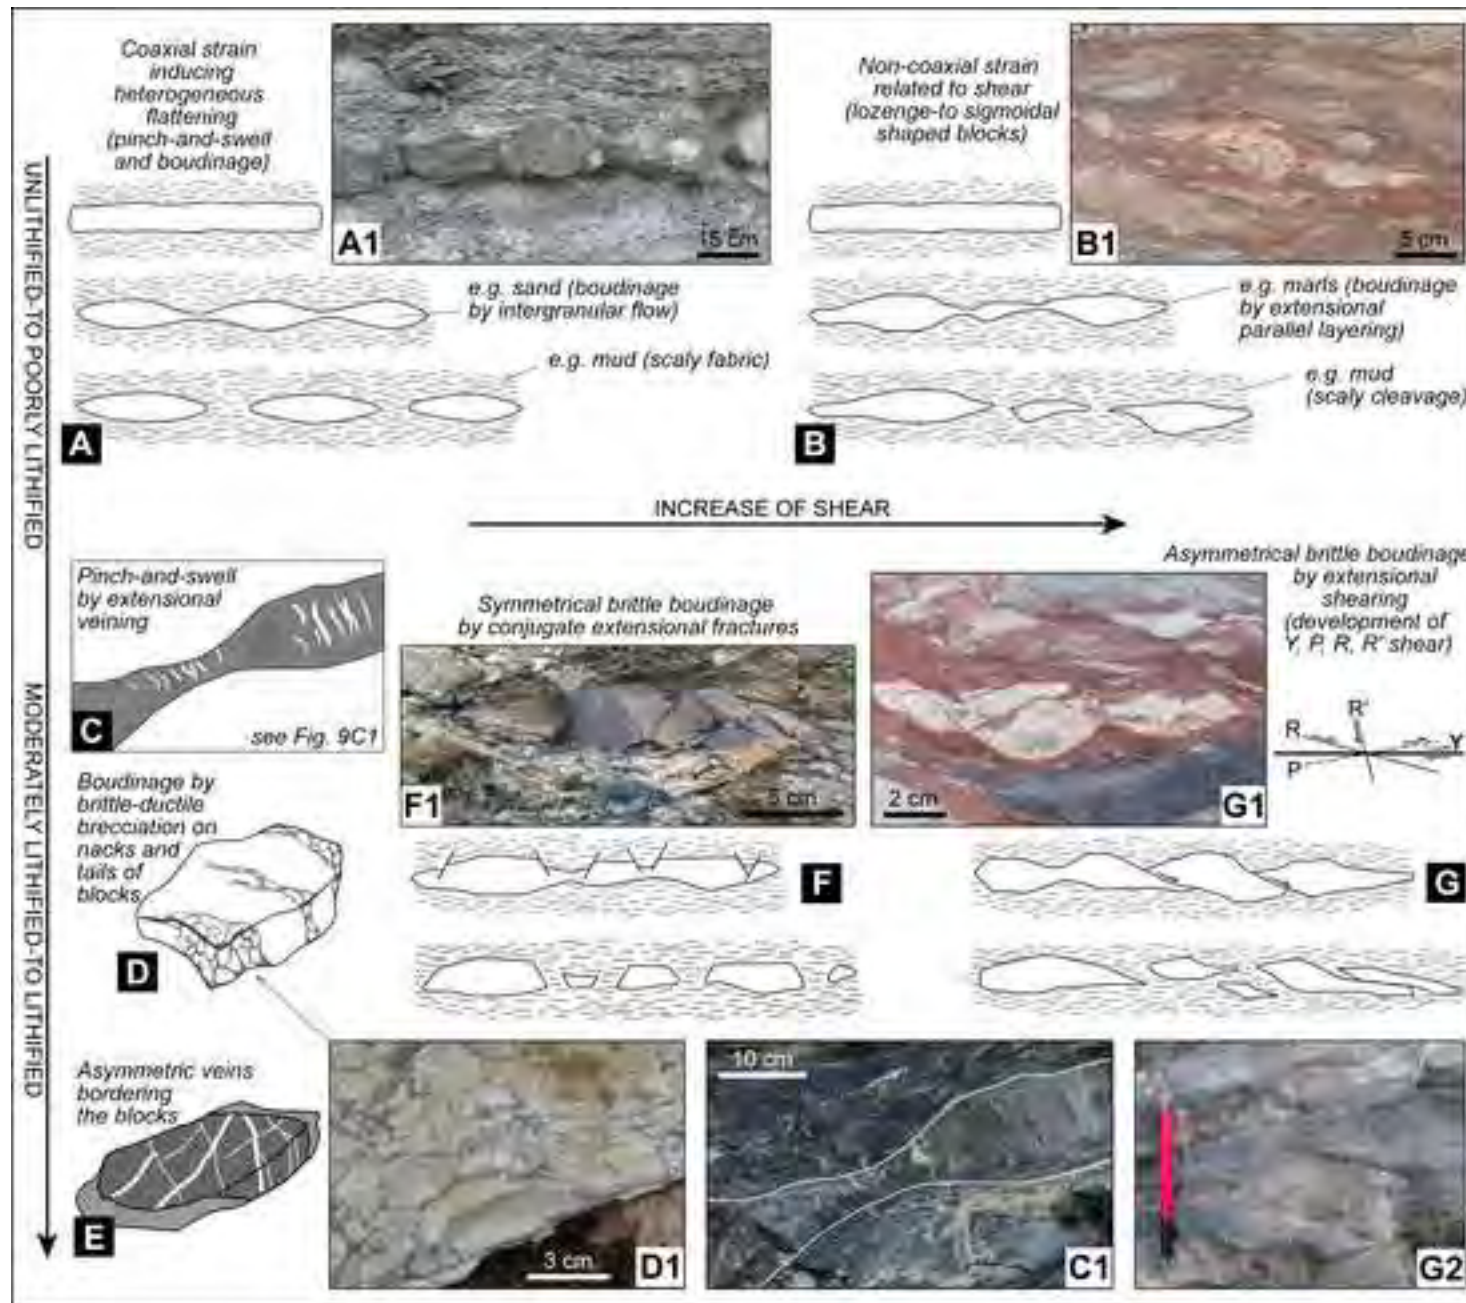 Coaxial strain
inducing
heterogeneous
flattening
(pinch-and-swell
and boudinage)
A1
5 cm
Non-coaxial strain
related to shear
(lozenge-to sigmoidal
shaped blocks)
B1
5 cm
UNLITHIFIED-TO POORLY LITHIFIED
e.g. sand (boudinage
by intergranular flow)
e.g. mud (scaly fabric)
A
e.g. marls (boudinage
by extensional
parallel layering)
e.g. mud
(scaly cleavage)
B
INCREASE OF SHEAR
MODERATELY LITHIFIED-TO LITHIFIED
Pinch-and-swell
by extensional
veining
C
see Fig. 9C1
Symmetrical brittle boudinage
by conjugate extensional fractures
F1
5 cm
Asymmetrical brittle boudinage
by extensional
shearing
(development of
Y, P, R, R' shear)
2 cm
G1
R'
R
Y
P
Boudinage by
brittle-ductile
brecciation on
nacks and
tails of
blocks
D
F
G
Asymmetric veins
bordering
the blocks
E
3 cm
D1
10 cm
C1
G2